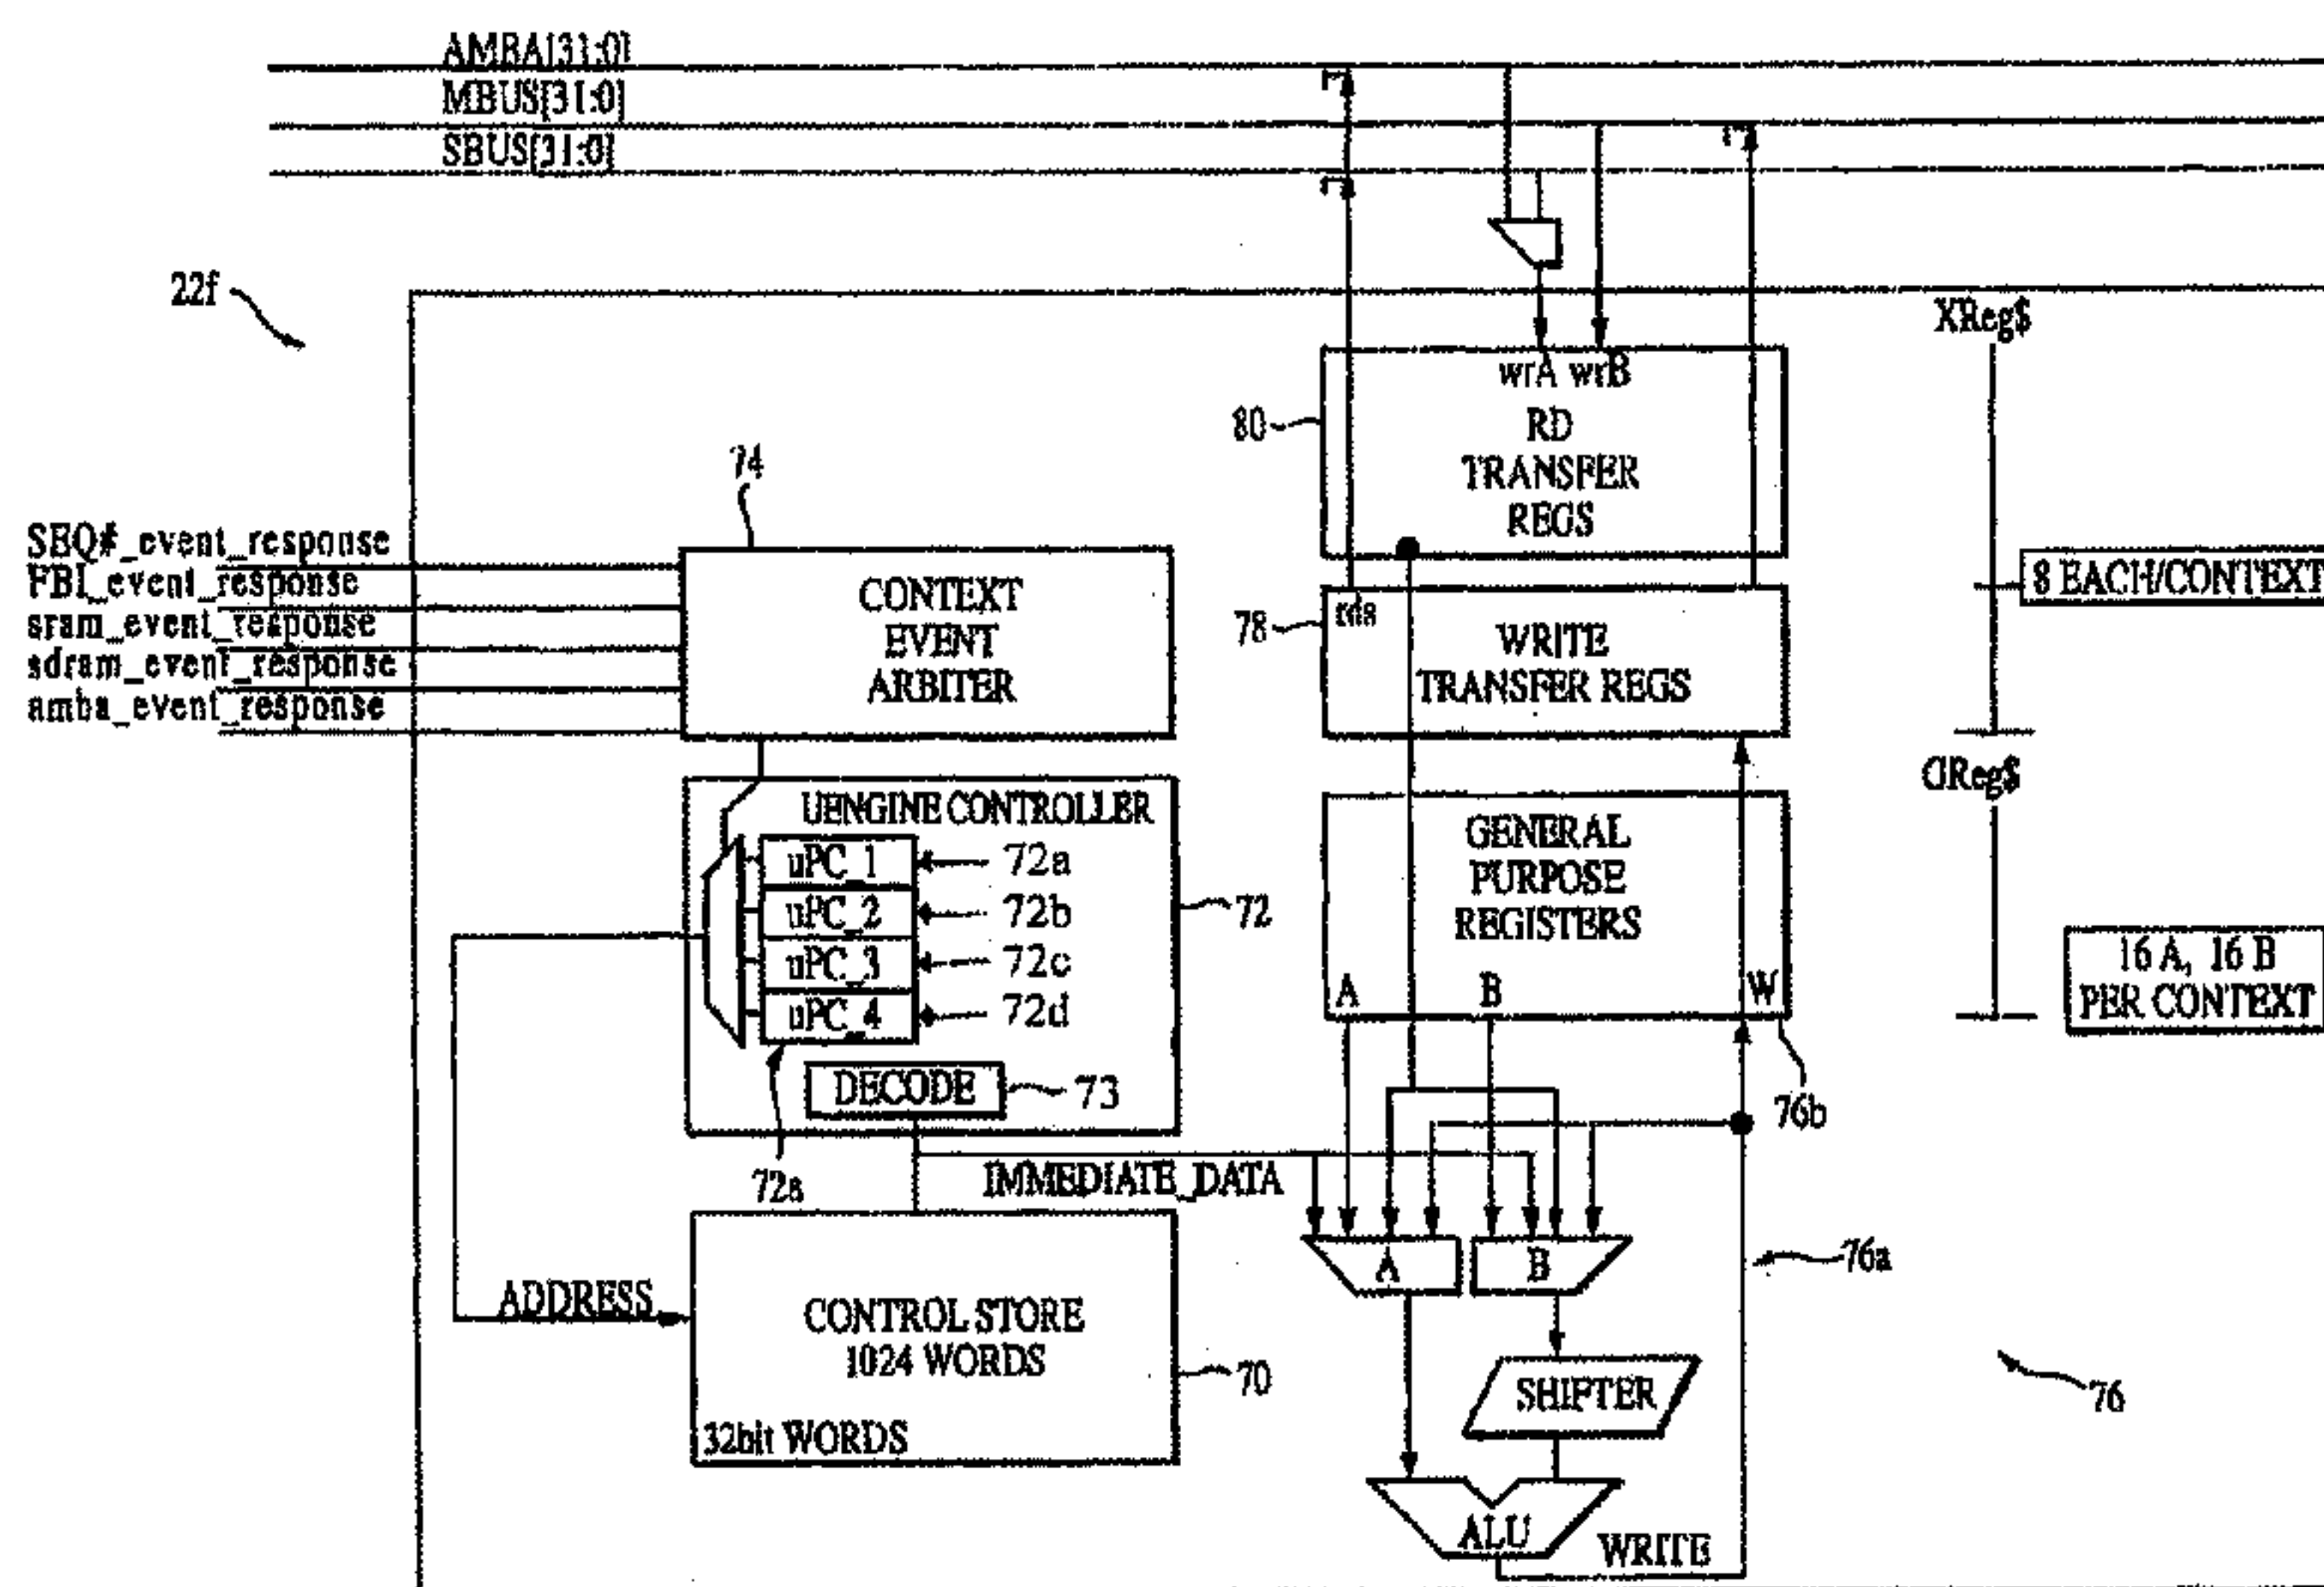 AMBA[31:0]
MBUS[31:0]
SBUS[31:0]
22f
XReg$
wrA wrB
80
RD
TRANSFER
REGS
74
SEQ#_event_response
FBI_event_response
sram_event_response
sdram_event_response
amba_event_response
CONTEXT
EVENT
ARBITER
8 EACH/CONTEXT
78
WRITE
TRANSFER REGS
GReg$
UENGINE CONTROLLER
uPC_1
72a
uPC_2
72b
uPC_3
72c
uPC_4
72d
72
GENERAL
PURPOSE
REGISTERS
A
B
W
16 A, 16 B
PER CONTEXT
DECODE
73
76b
IMMEDIATE_DATA
A
B
76a
ADDRESS
CONTROL STORE
1024 WORDS
32bit WORDS
70
SHIFTER
76
ALU
WRITE